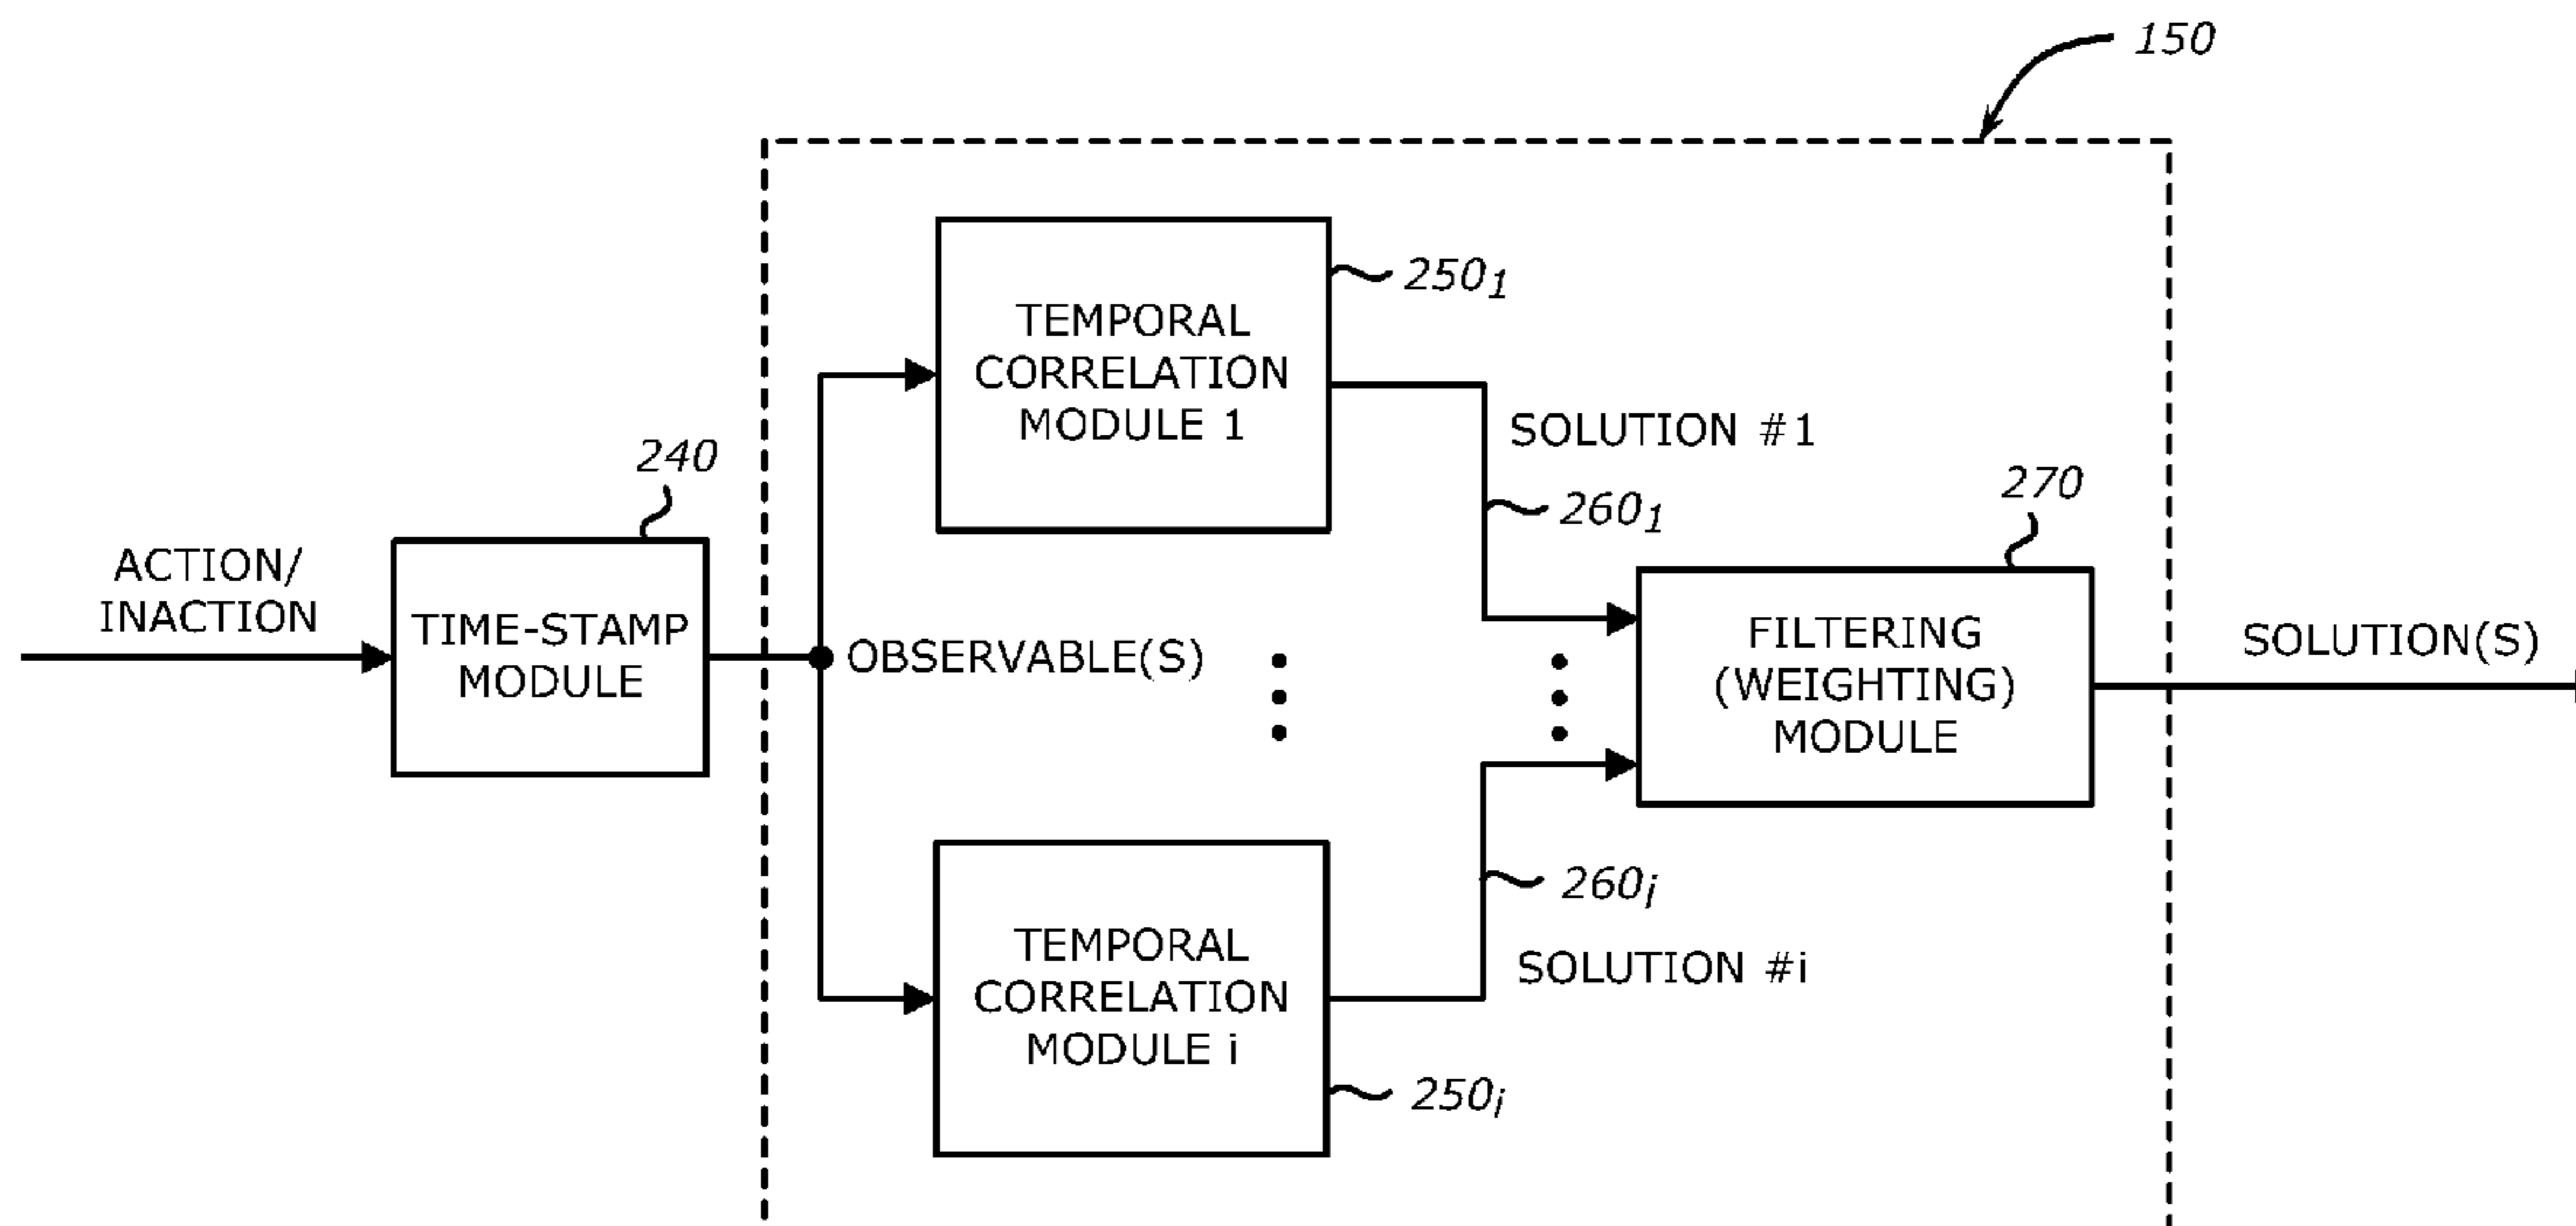 150
TEMPORAL
CORRELATION
MODULE 1
250₁
SOLUTION #1
260₁
240
270
ACTION/
INACTION
TIME-STAMP
MODULE
OBSERVABLE(S)
FILTERING
(WEIGHTING)
MODULE
SOLUTION(S)
260ᵢ
SOLUTION #i
TEMPORAL
CORRELATION
MODULE i
250ᵢ